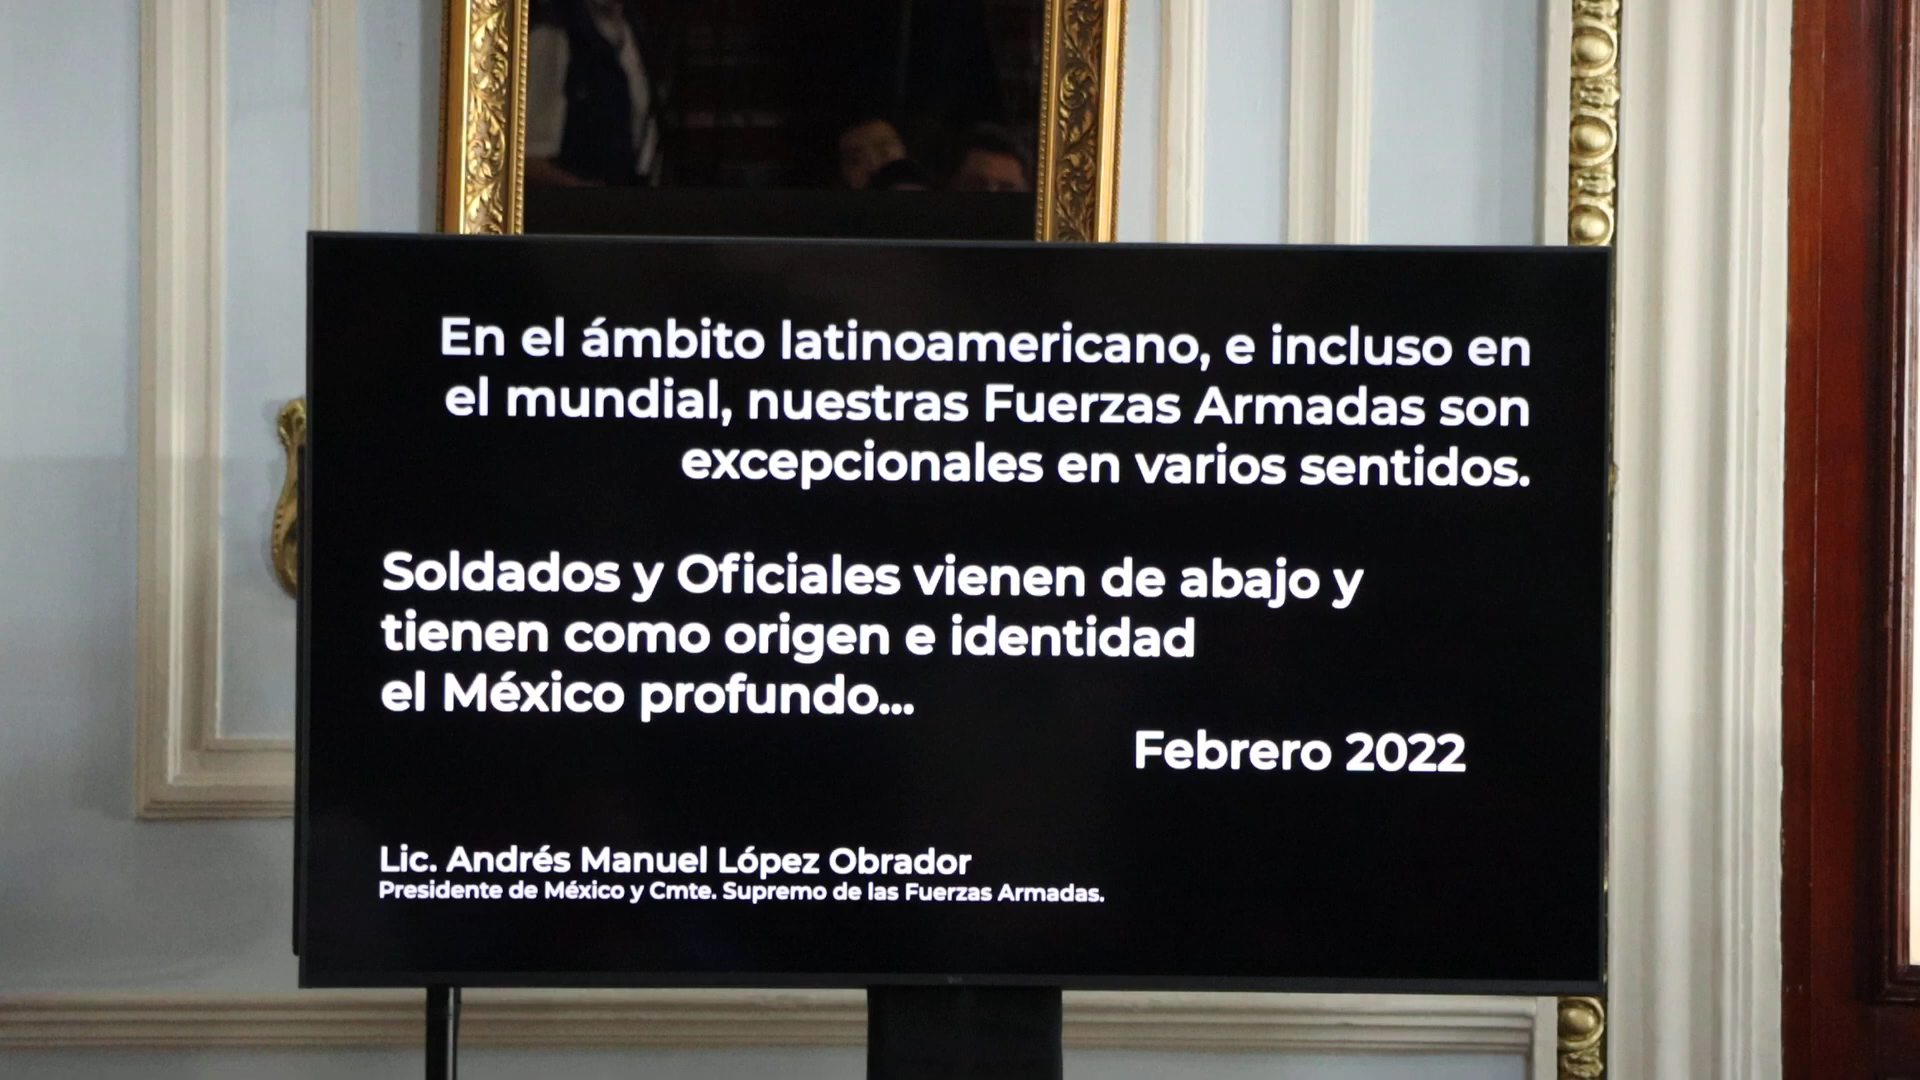 En el ámbito latinoamericano, e incluso en
el mundial, nuestras Fuerzas Armadas son
excepcionales en varios sentidos.
Soldados y Oficiales vienen de abajo y
tienen como origen e identidad
el México profundo...
Febrero 2022
Lic. Andrés Manuel López Obrador
Presidente de México y Cmte. Supremo de las Fuerzas Armadas.